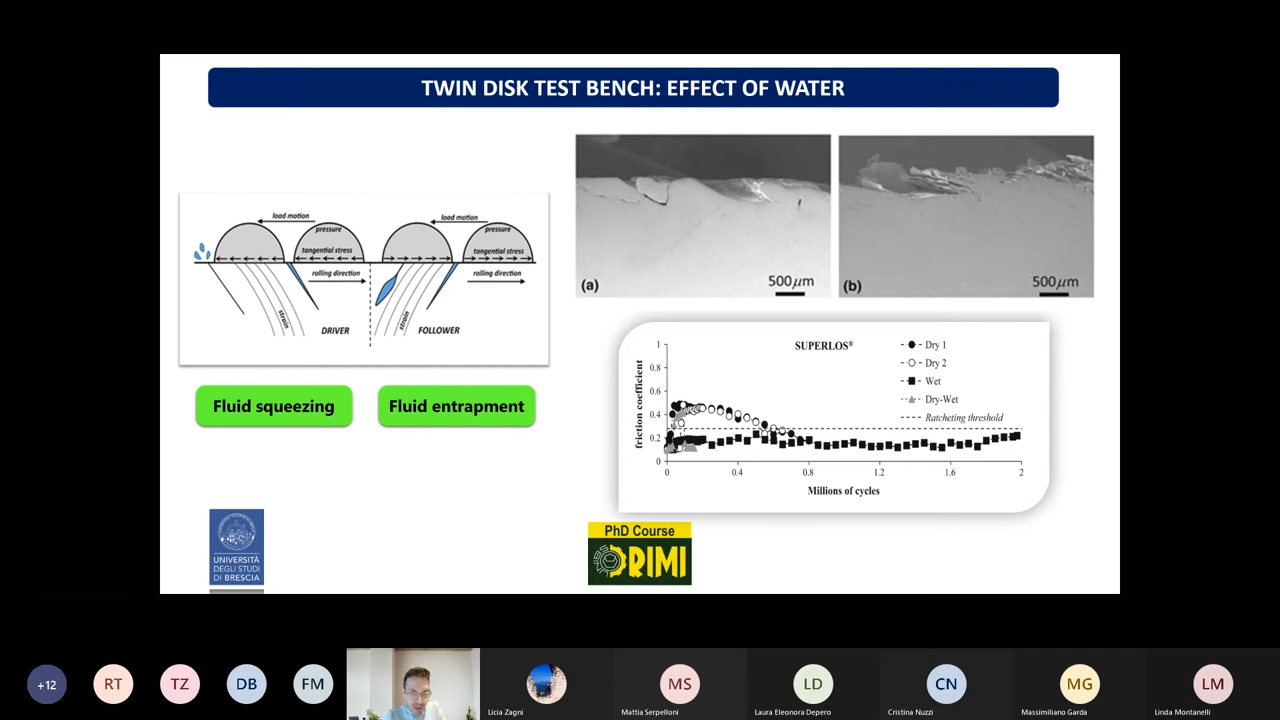 TWIN DISK TEST BENCH: EFFECT OF WATER
load motion
load motion
pressure
pressure
tangential stress
tangential stress
rolling direction
rolling direction
strain
strain
DRIVER
FOLLOWER
Fluid squeezing
Fluid entrapment
(a)
500μm
(b)
500μm
SUPERLOS®
friction coefficient
1
0.8
0.6
0.4
0.2
0
0
0.4
0.8
1.2
1.6
2
Millions of cycles
Dry 1
Dry 2
Wet
Dry-Wet
Ratcheting threshold
UNIVERSITÀ
DEGLI STUDI
DI BRESCIA
PhD Course
DRIMI
+12
RT
TZ
DB
FM
Licia Zagni
MS
Mattia Serpelloni
LD
Laura Eleonora Depero
CN
Cristina Nuzzi
MG
Massimiliano Garda
LM
Linda Montanelli